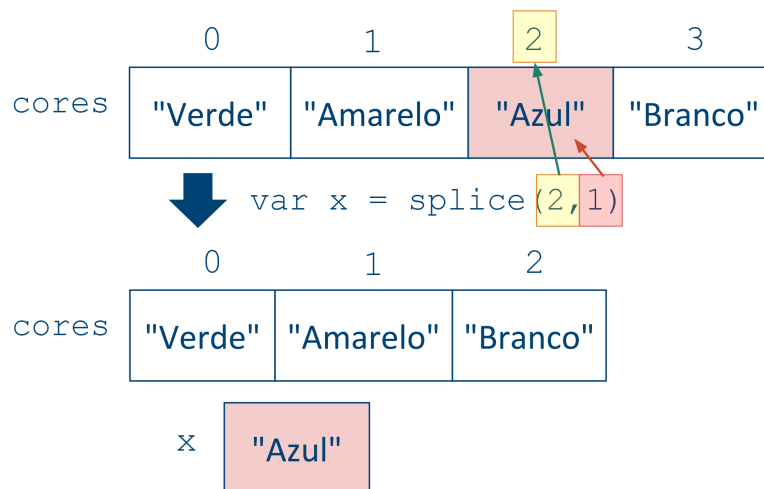 0 1 2 3
cores "Verde" "Amarelo" "Azul" "Branco"
var x = splice(2,1)
0 1 2
cores "Verde" "Amarelo" "Branco"
x "Azul"